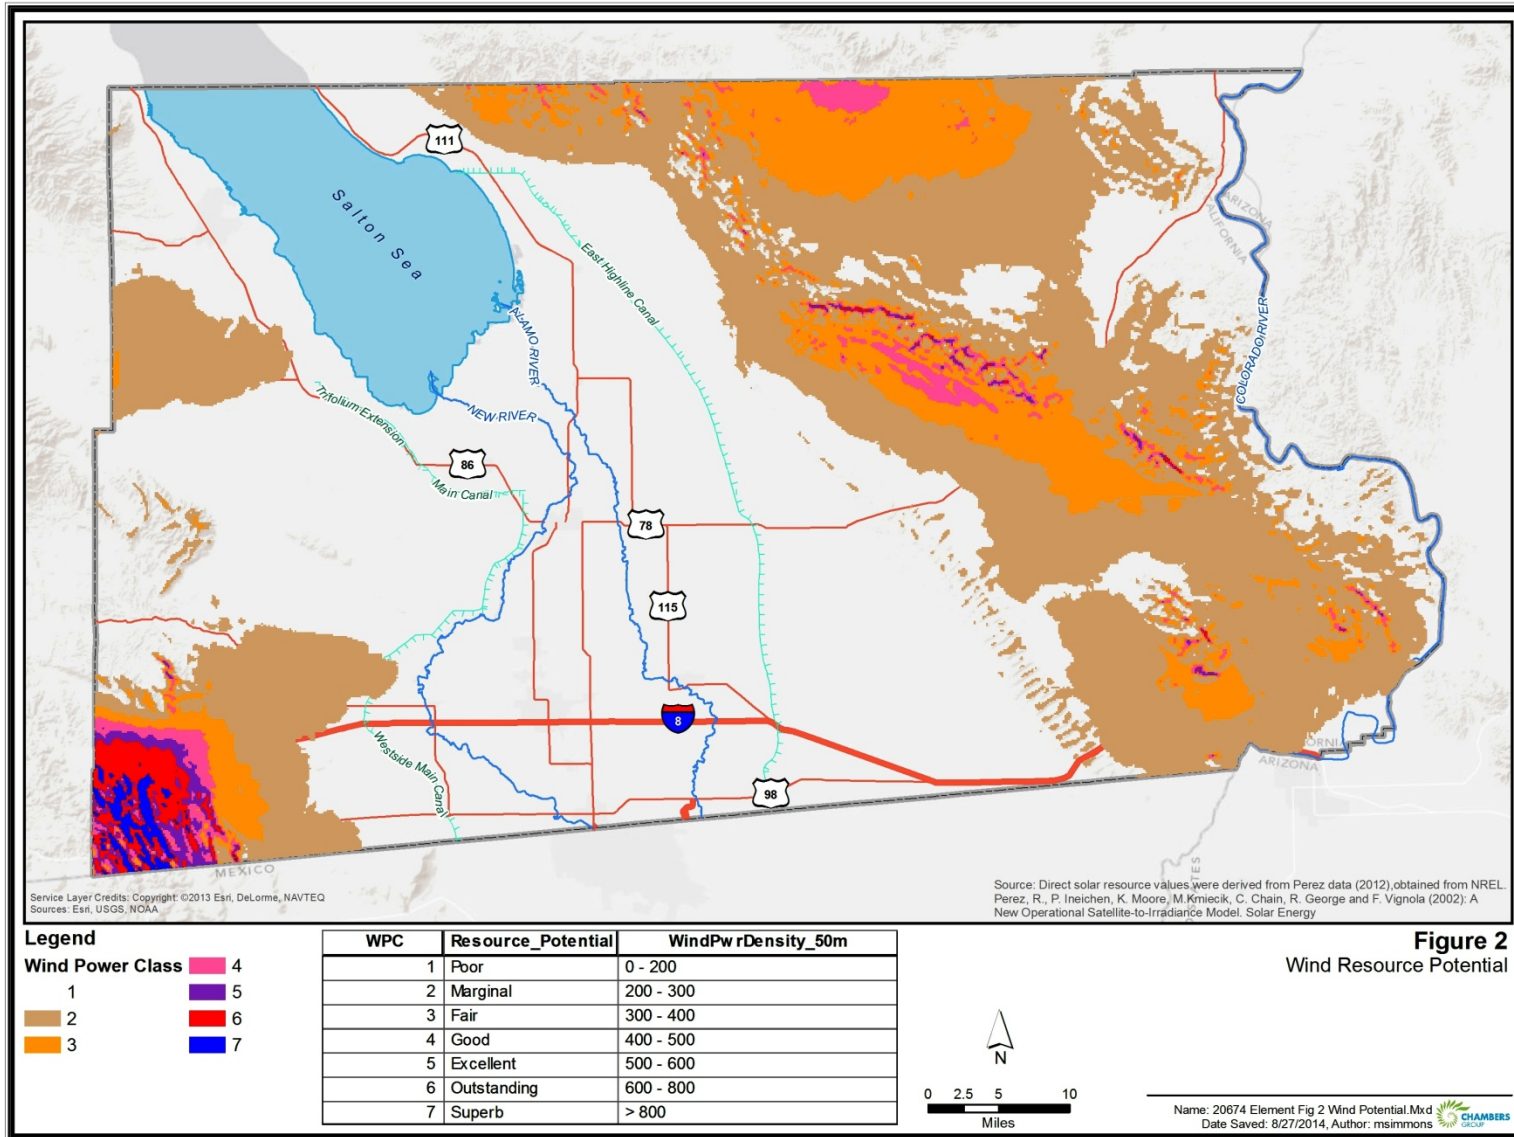 111
Salton Sea
ARIZONA
CALIFORNIA
East Highline Canal
ALAMO RIVER
COLORADO RIVER
NEW RIVER
Trifolium Extension
Main Canal
86
78
115
8
Westside Main Canal
98
ARIZONA
MEXICO
Service Layer Credits: Copyright: ©2013 Esri, DeLorme, NAVTEQ
Sources: Esri, USGS, NOAA
Source: Direct solar resource values were derived from Perez data (2012),obtained from NREL.
Perez, R., P. Ineichen, K. Moore, M.Kmiecik, C. Chain, R. George and F. Vignola (2002): A
New Operational Satellite-to-Irradiance Model. Solar Energy
Legend
Wind Power Class
1
2
3
4
5
6
7
WPC Resource_Potential WindPwrDensity_50m
1 Poor 0 - 200
2 Marginal 200 - 300
3 Fair 300 - 400
4 Good 400 - 500
5 Excellent 500 - 600
6 Outstanding 600 - 800
7 Superb > 800
N
0 2.5 5 10
Miles
Figure 2
Wind Resource Potential
Name: 20674 Element Fig 2 Wind Potential.Mxd
Date Saved: 8/27/2014, Author: msimmons
CHAMBERS
GROUP